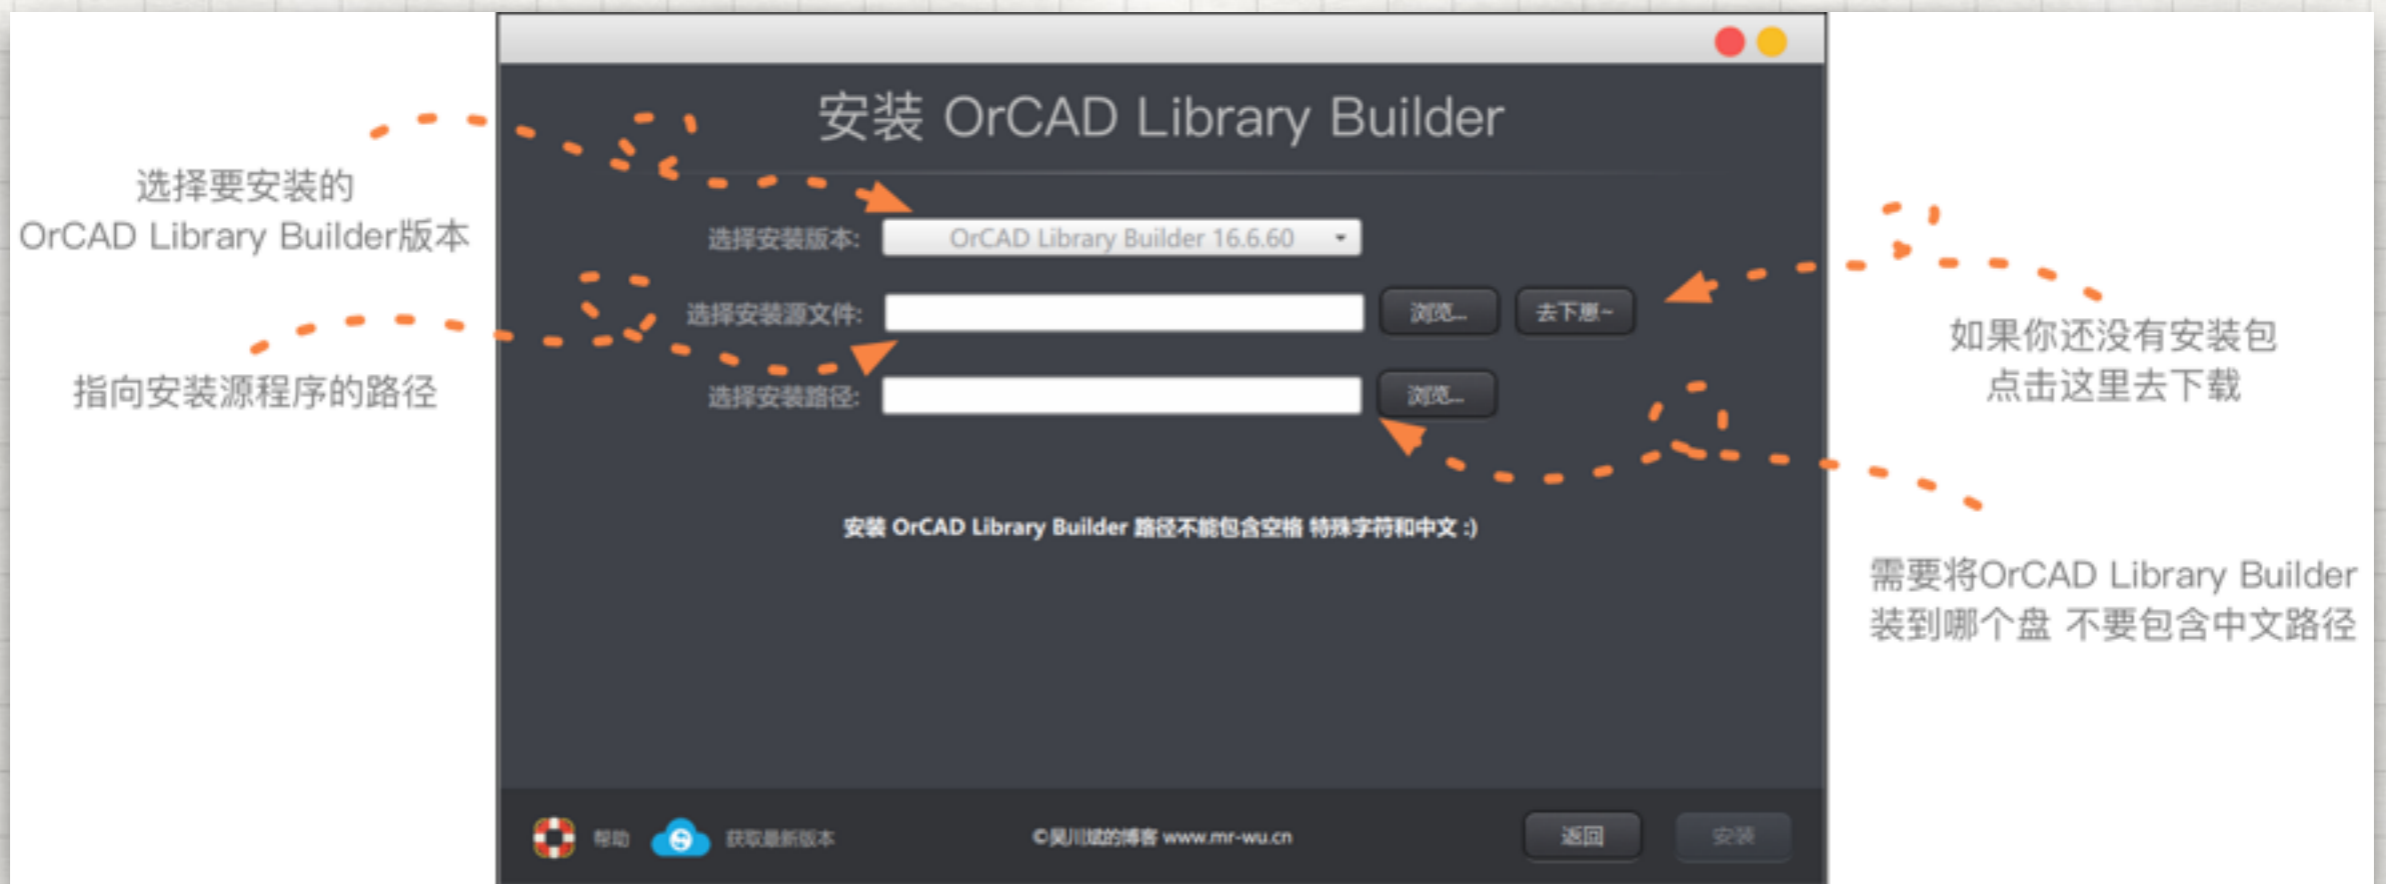 安装 OrCAD Library Builder
选择要安装的
OrCAD Library Builder版本
选择安装版本: OrCAD Library Builder 16.6.60
选择安装源文件: 浏览... 去下崽~
指向安装源程序的路径
如果你还没有安装包
点击这里去下载
选择安装路径: 浏览...
安装 OrCAD Library Builder 路径不能包含空格 特殊字符和中文 :)
需要将OrCAD Library Builder
装到哪个盘 不要包含中文路径
帮助 获取最新版本 ©吴川斌的博客 www.mr-wu.cn 返回 安装